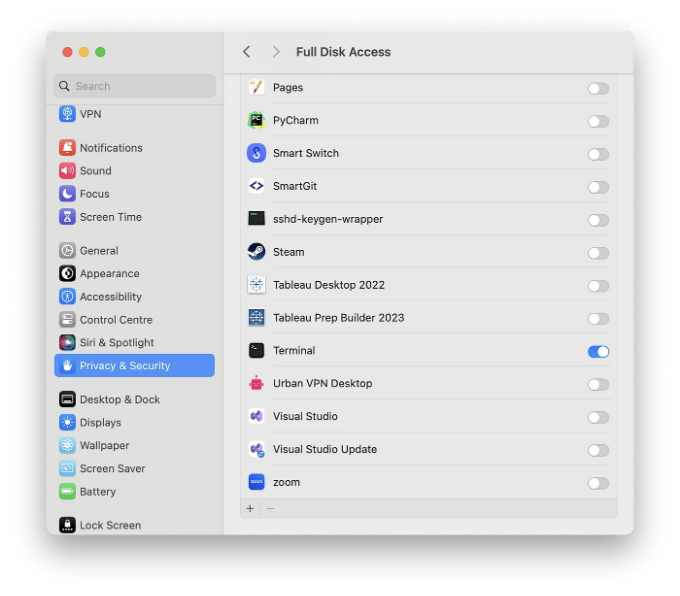 Full Disk Access
Search
VPN
Notifications
Sound
Focus
Screen Time
General
Appearance
Accessibility
Control Centre
Siri & Spotlight
Privacy & Security
Desktop & Dock
Displays
Wallpaper
Screen Saver
Battery
Lock Screen
Pages
PyCharm
Smart Switch
SmartGit
sshd-keygen-wrapper
Steam
Tableau Desktop 2022
Tableau Prep Builder 2023
Terminal
Urban VPN Desktop
Visual Studio
Visual Studio Update
zoom